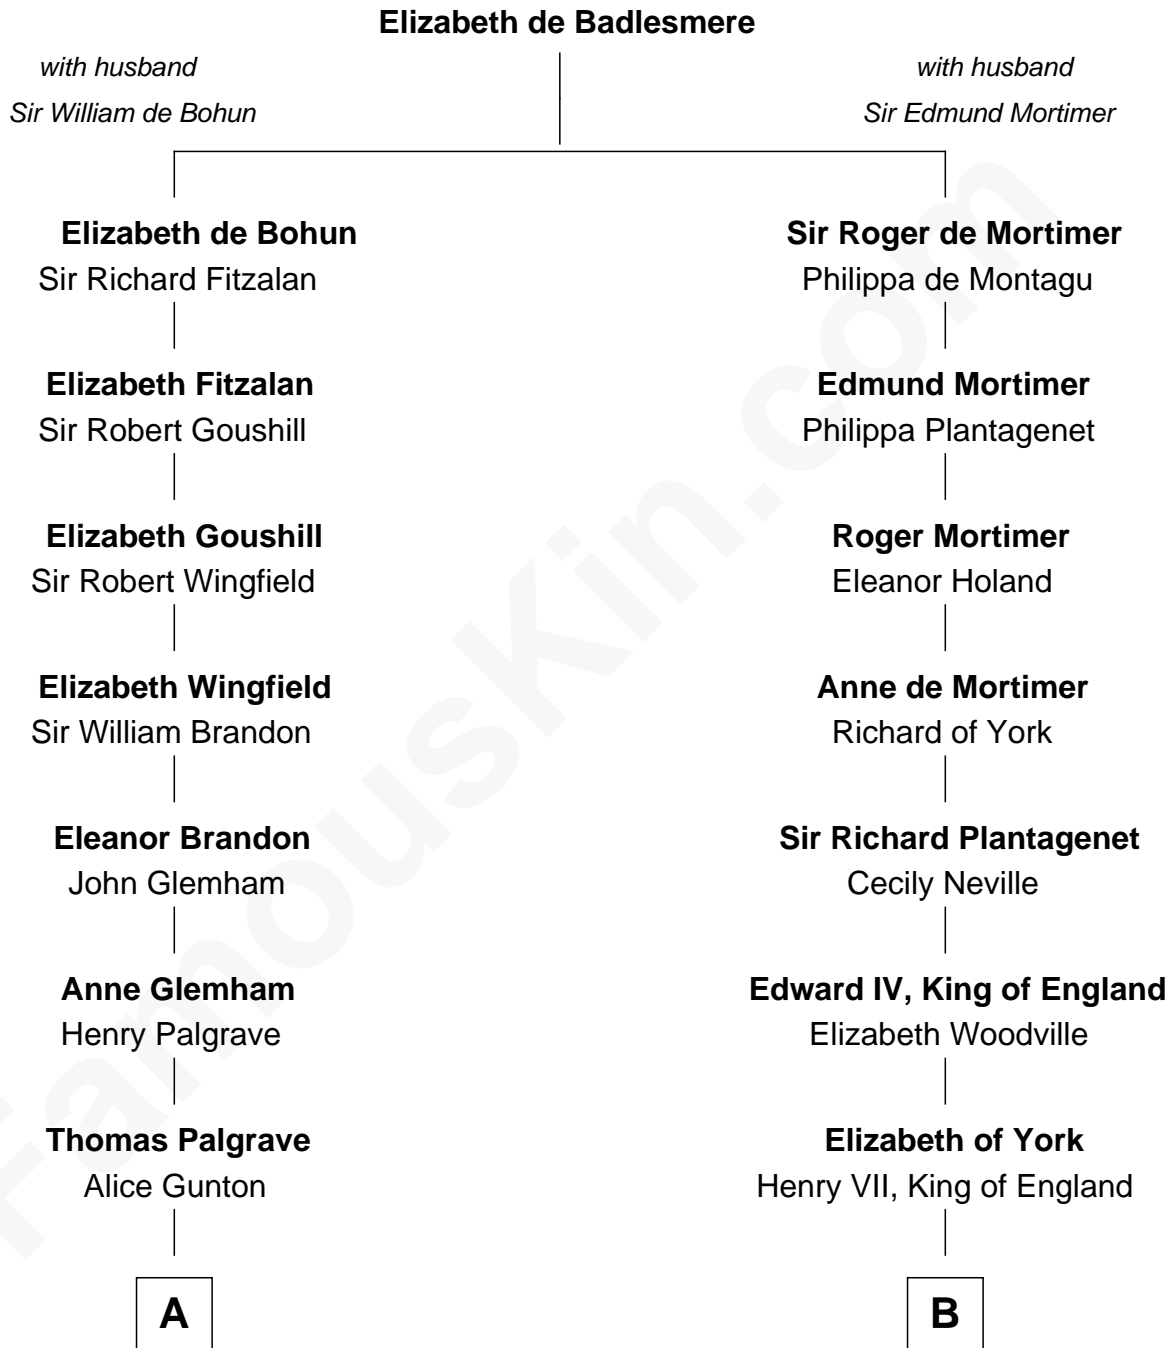 Elizabeth de Badlesmere
with husband
Sir William de Bohun
with husband
Sir Edmund Mortimer
Elizabeth de Bohun
Sir Richard Fitzalan
Sir Roger de Mortimer
Philippa de Montagu
Elizabeth Fitzalan
Sir Robert Goushill
Edmund Mortimer
Philippa Plantagenet
Elizabeth Goushill
Sir Robert Wingfield
Roger Mortimer
Eleanor Holand
Elizabeth Wingfield
Sir William Brandon
Anne de Mortimer
Richard of York
Eleanor Brandon
John Glemham
Sir Richard Plantagenet
Cecily Neville
Anne Glemham
Henry Palgrave
Edward IV, King of England
Elizabeth Woodville
Thomas Palgrave
Alice Gunton
Elizabeth of York
Henry VII, King of England
A
B
FamousKin.com